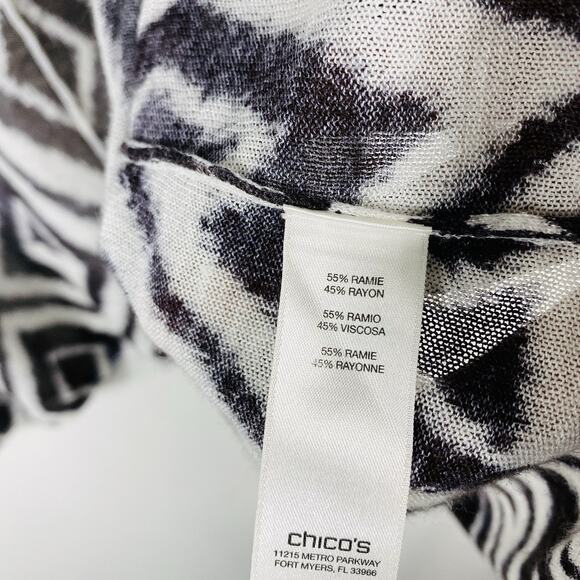 55% RAMIE
45% RAYON
55% RAMIO
45% VISCOSA
55% RAMIE
45% RAYONNE
chico's
11215 METRO PARKWAY
FORT MYERS, FL 33966